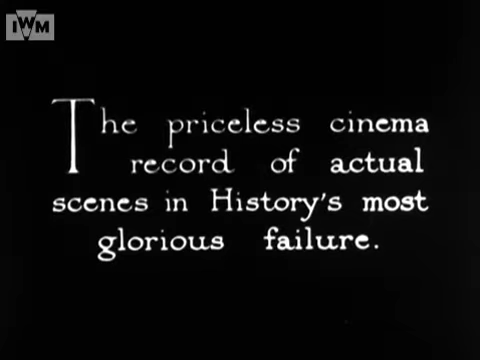 IWM
The priceless cinema
record of actual
scenes in History's most
glorious failure.